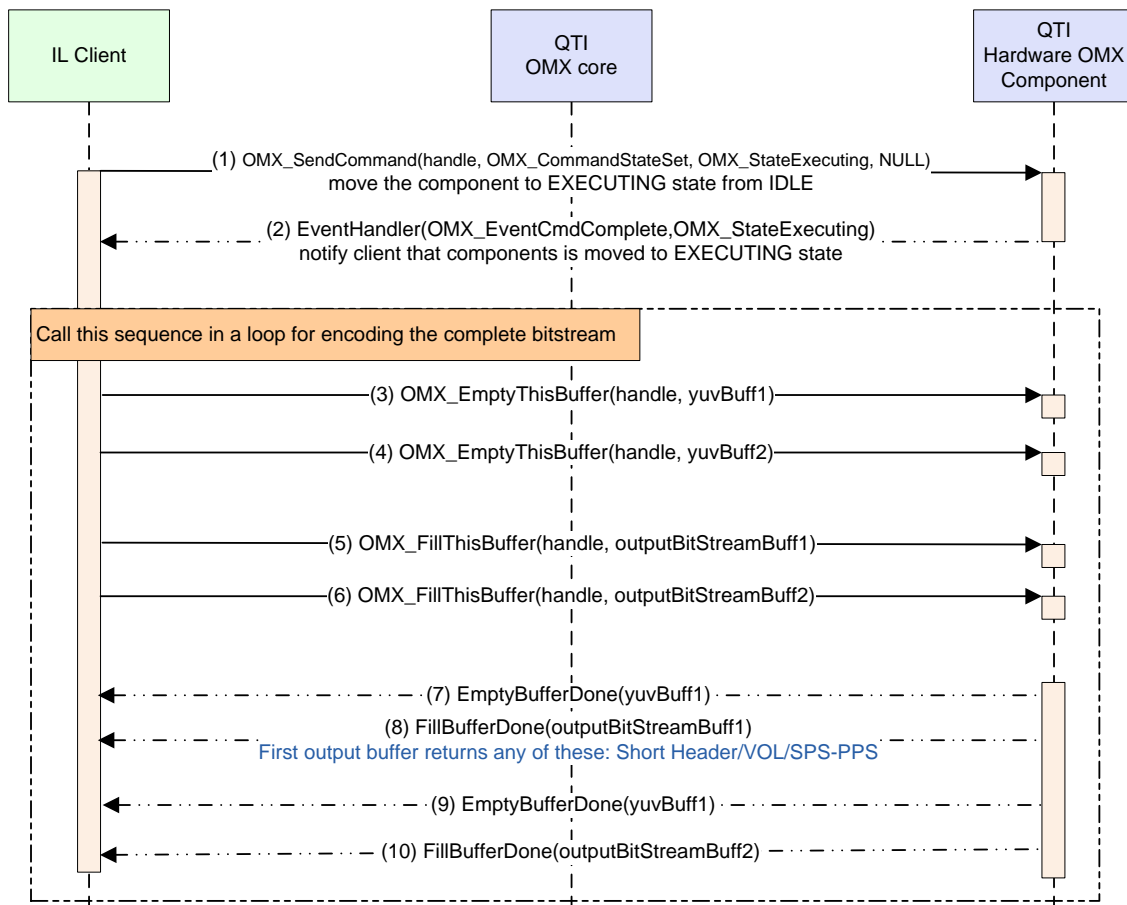 IL Client
QTI
OMX core
QTI
Hardware OMX
Component
(1) OMX_SendCommand(handle, OMX_CommandStateSet, OMX_StateExecuting, NULL)
move the component to EXECUTING state from IDLE
(2) EventHandler(OMX_EventCmdComplete,OMX_StateExecuting)
notify client that components is moved to EXECUTING state
Call this sequence in a loop for encoding the complete bitstream
(3) OMX_EmptyThisBuffer(handle, yuvBuff1)
(4) OMX_EmptyThisBuffer(handle, yuvBuff2)
(5) OMX_FillThisBuffer(handle, outputBitStreamBuff1)
(6) OMX_FillThisBuffer(handle, outputBitStreamBuff2)
(7) EmptyBufferDone(yuvBuff1)
(8) FillBufferDone(outputBitStreamBuff1)
First output buffer returns any of these: Short Header/VOL/SPS-PPS
(9) EmptyBufferDone(yuvBuff1)
(10) FillBufferDone(outputBitStreamBuff2)